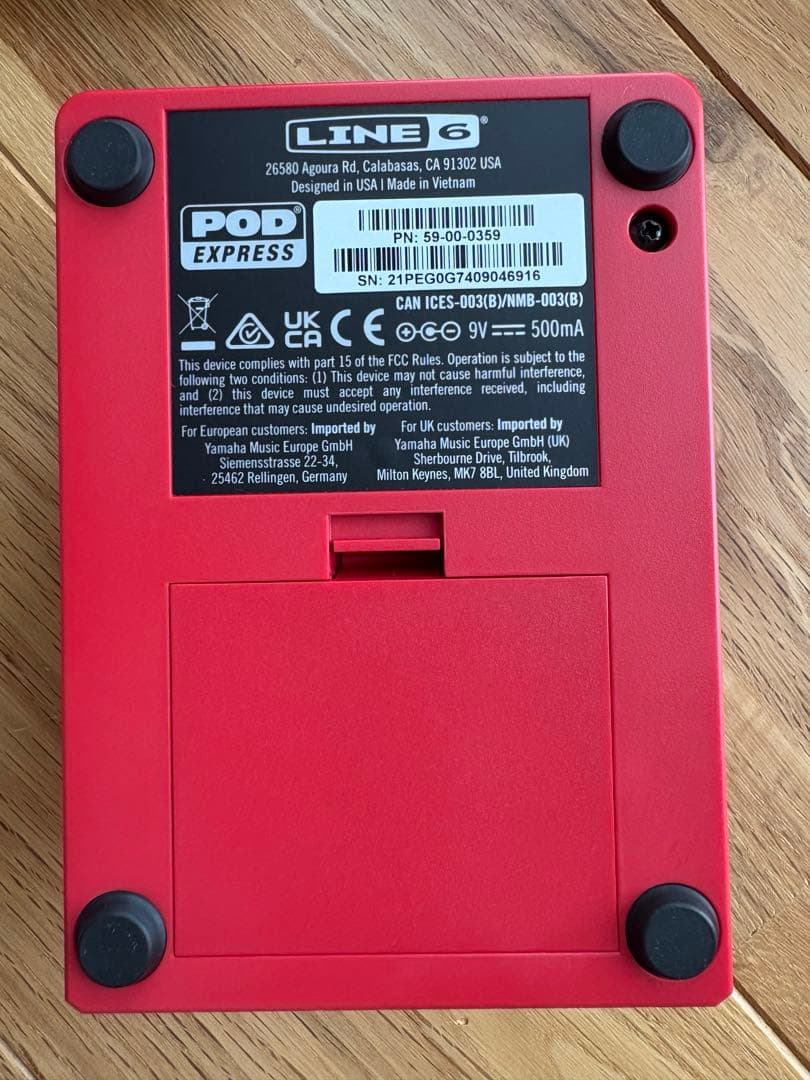 LINE 6®
26580 Agoura Rd, Calabasas, CA 91302 USA
Designed in USA | Made in Vietnam
POD®
EXPRESS
PN: 59-00-0359
SN: 21PEG0G7409046916
CAN ICES-003(B)/NMB-003(B)
UK
CA
CE
9V 500mA
This device complies with part 15 of the FCC Rules. Operation is subject to the
following two conditions: (1) This device may not cause harmful interference,
and (2) this device must accept any interference received, including
interference that may cause undesired operation.
For European customers: Imported by
Yamaha Music Europe GmbH
Siemensstrasse 22-34,
25462 Rellingen, Germany
For UK customers: Imported by
Yamaha Music Europe GmbH (UK)
Sherbourne Drive, Tilbrook,
Milton Keynes, MK7 8BL, United Kingdom